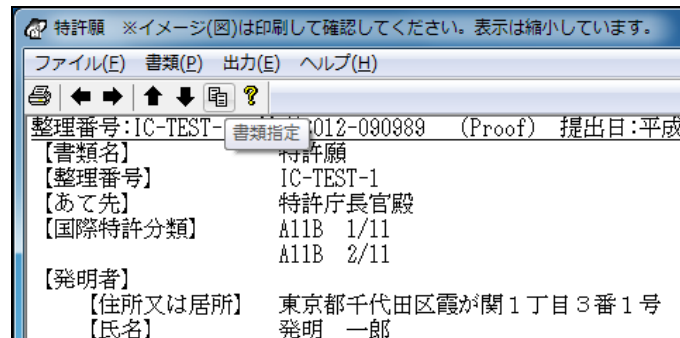 特許願　※イメージ(図)は印刷して確認してください。表示は縮小しています。
ファイル(F)　書類(P)　出力(E)　ヘルプ(H)
整理番号:IC-TEST-　012-090989　(Proof)　提出日:平成
書類指定
【書類名】　特許願
【整理番号】　IC-TEST-1
【あて先】　特許庁長官殿
【国際特許分類】　A11B　1/11
A11B　2/11
【発明者】
【住所又は居所】　東京都千代田区霞が関１丁目３番１号
【氏名】　発明　一郎